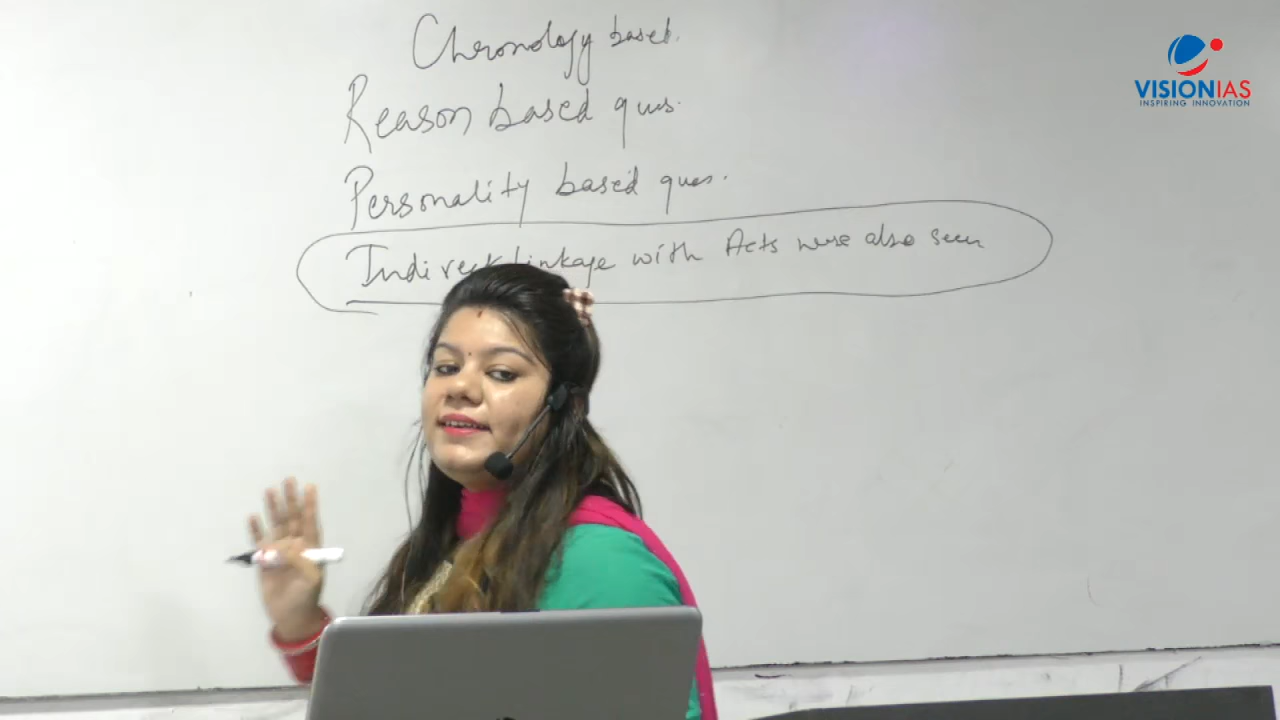 Chronology based.
VISIONIAS
INSPIRING INNOVATION
Reason based ques.
Personality based ques.
Indirect linkage with Acts were also seen